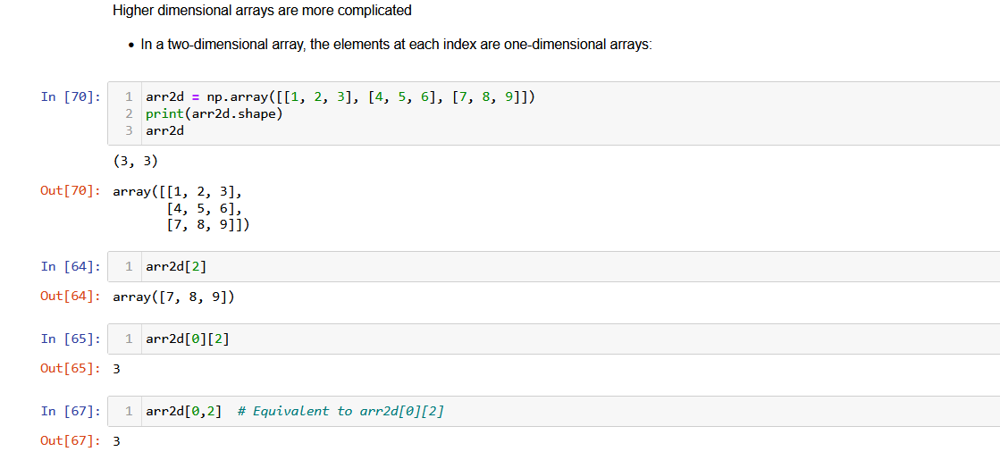 Higher dimensional arrays are more complicated
• In a two-dimensional array, the elements at each index are one-dimensional arrays:
In [70]: 1 arr2d = np.array([[1, 2, 3], [4, 5, 6], [7, 8, 9]])
2 print(arr2d.shape)
3 arr2d
(3, 3)
Out[70]: array([[1, 2, 3],
[4, 5, 6],
[7, 8, 9]])
In [64]: 1 arr2d[2]
Out[64]: array([7, 8, 9])
In [65]: 1 arr2d[0][2]
Out[65]: 3
In [67]: 1 arr2d[0,2] # Equivalent to arr2d[0][2]
Out[67]: 3